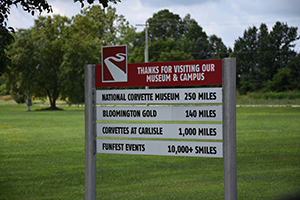 THANKS FOR VISITING OUR
MUSEUM & CAMPUS
NATIONAL CORVETTE MUSEUM 250 MILES
BLOOMINGTON GOLD 140 MILES
CORVETTES AT CARLISLE 1,000 MILES
FUNFEST EVENTS 10,000+ SMILES